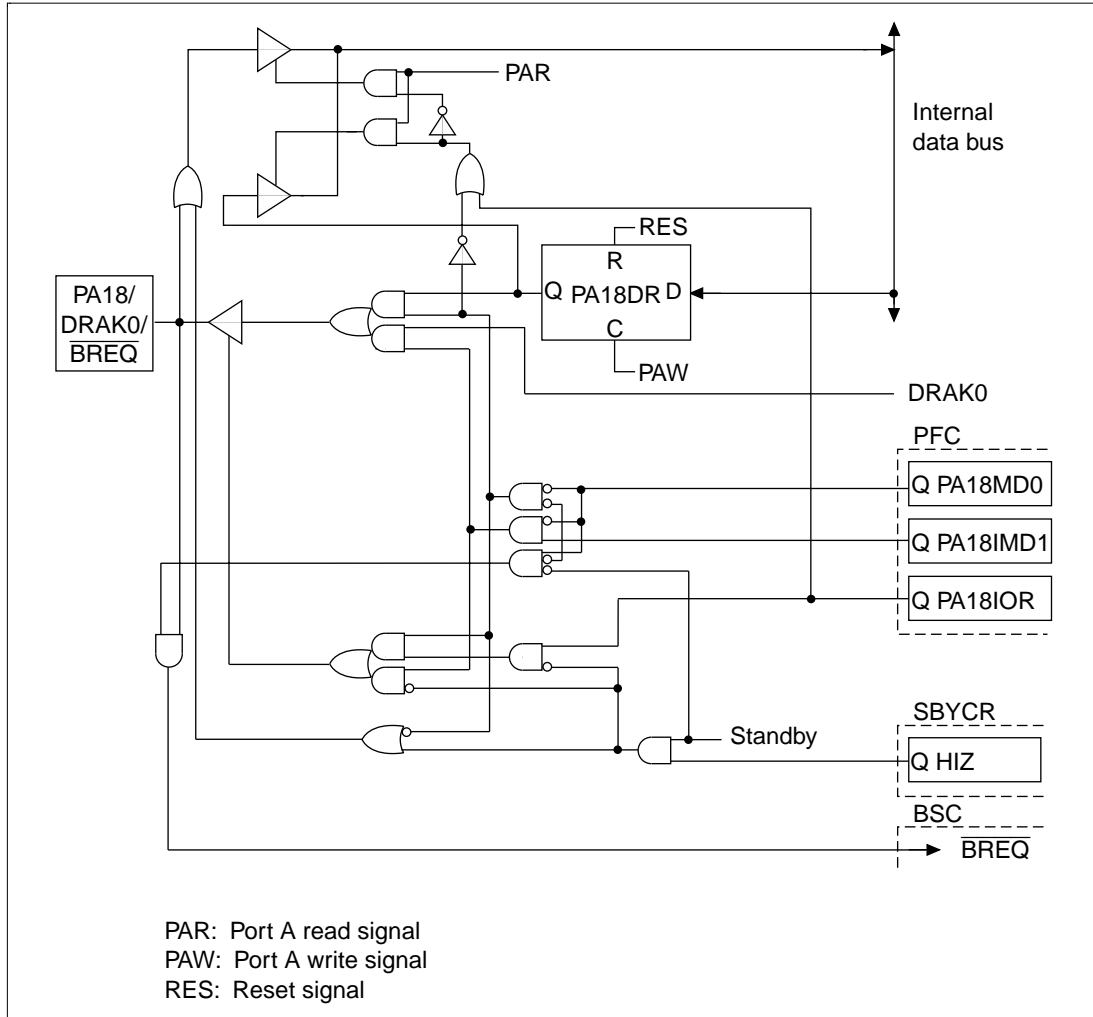 PAR
Internal
data bus
RES
R
Q PA18DR D
C
PA18/
DRAK0/
BREQ
PAW
DRAK0
PFC
Q PA18MD0
Q PA18IMD1
Q PA18IOR
SBYCR
Standby
Q HIZ
BSC
BREQ
PAR: Port A read signal
PAW: Port A write signal
RES: Reset signal